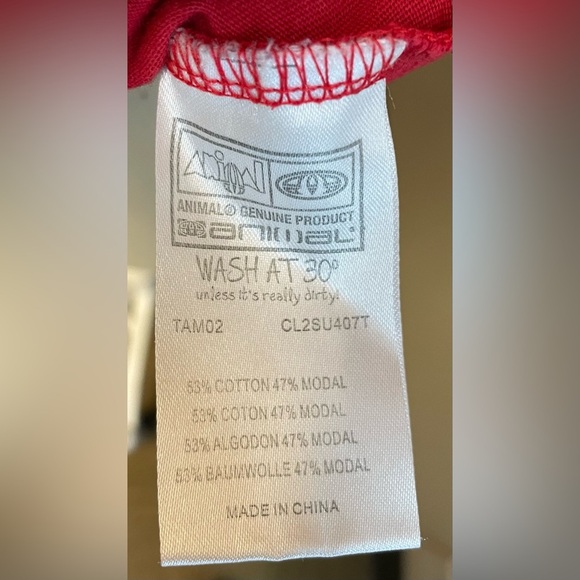 ANIMAL
ANIMAL® GENUINE PRODUCT
animal
WASH AT 30°
unless it's really dirty!
TAM02 CL2SU407T
53% COTTON 47% MODAL
53% COTON 47% MODAL
53% ALGODON 47% MODAL
53% BAUMWOLLE 47% MODAL
MADE IN CHINA